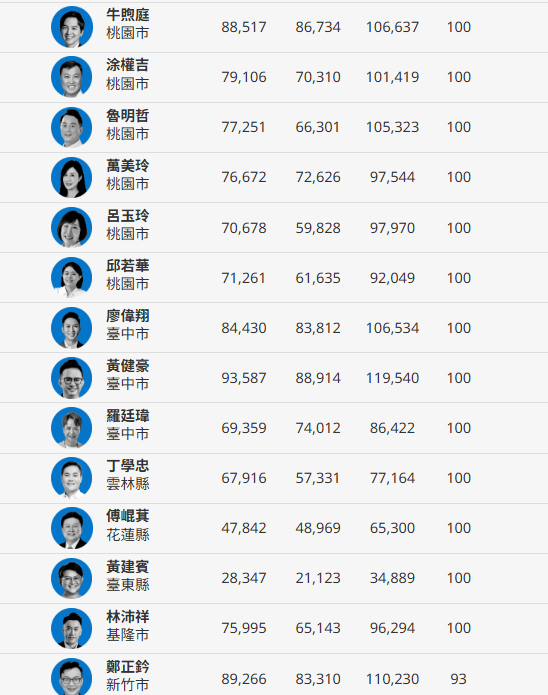 牛煦庭
桃園市
88,517 86,734 106,637 100
涂權吉
桃園市
79,106 70,310 101,419 100
魯明哲
桃園市
77,251 66,301 105,323 100
萬美玲
桃園市
76,672 72,626 97,544 100
呂玉玲
桃園市
70,678 59,828 97,970 100
邱若華
桃園市
71,261 61,635 92,049 100
廖偉翔
臺中市
84,430 83,812 106,534 100
黃健豪
臺中市
93,587 88,914 119,540 100
羅廷瑋
臺中市
69,359 74,012 86,422 100
丁學忠
雲林縣
67,916 57,331 77,164 100
傅崐萁
花蓮縣
47,842 48,969 65,300 100
黃建賓
臺東縣
28,347 21,123 34,889 100
林沛祥
基隆市
75,995 65,143 96,294 100
鄭正鈐
新竹市
89,266 83,310 110,230 93